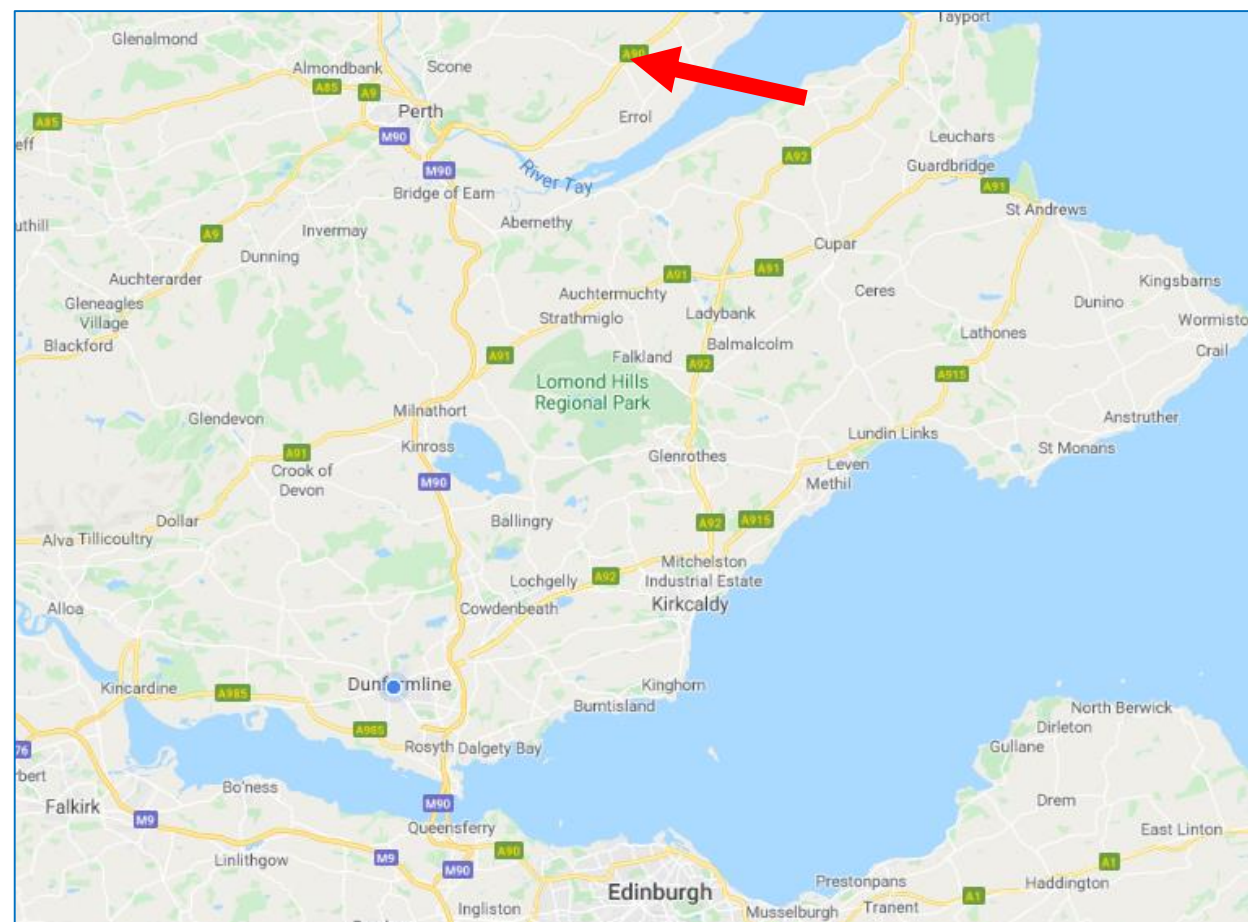 Tayport
Glenalmond
A90
Almondbank
Scone
A85
A9
Perth
Errol
A85
eff
M90
Leuchars
A92
Guardbridge
M90
River Tay
Bridge of Earn
A91
St Andrews
Abernethy
uthill
Invermay
A9
Cupar
Dunning
A91
A91
Auchterarder
Kingsbarns
Auchtermuchty
Ceres
Gleneagles
Village
Dunino
Strathmiglo
Ladybank
Wormisto
Lathones
Blackford
Balmalcolm
A91
Falkland
Crail
A92
Lomond Hills
Regional Park
A915
Milnathort
Glendevon
Anstruther
Lundin Links
Kinross
St Monans
A91
Glenrothes
Leven
Crook of
Devon
M90
Methil
Dollar
Ballingry
A92
A915
Alva
Tillicoultry
Mitchelston
Industrial Estate
Lochgelly
A92
Alloa
Cowdenbeath
Kirkcaldy
Kincardine
A985
Dunfermline
Kinghorn
Burntisland
North Berwick
A985
Dirleton
Rosyth
Dalgety Bay
Gullane
76
rbert
Bo'ness
Falkirk
M90
Drem
M9
Queensferry
East Linton
A90
Linlithgow
M9
M90
A1
Prestonpans
Haddington
Edinburgh
A1
Ingliston
Musselburgh
Tranent